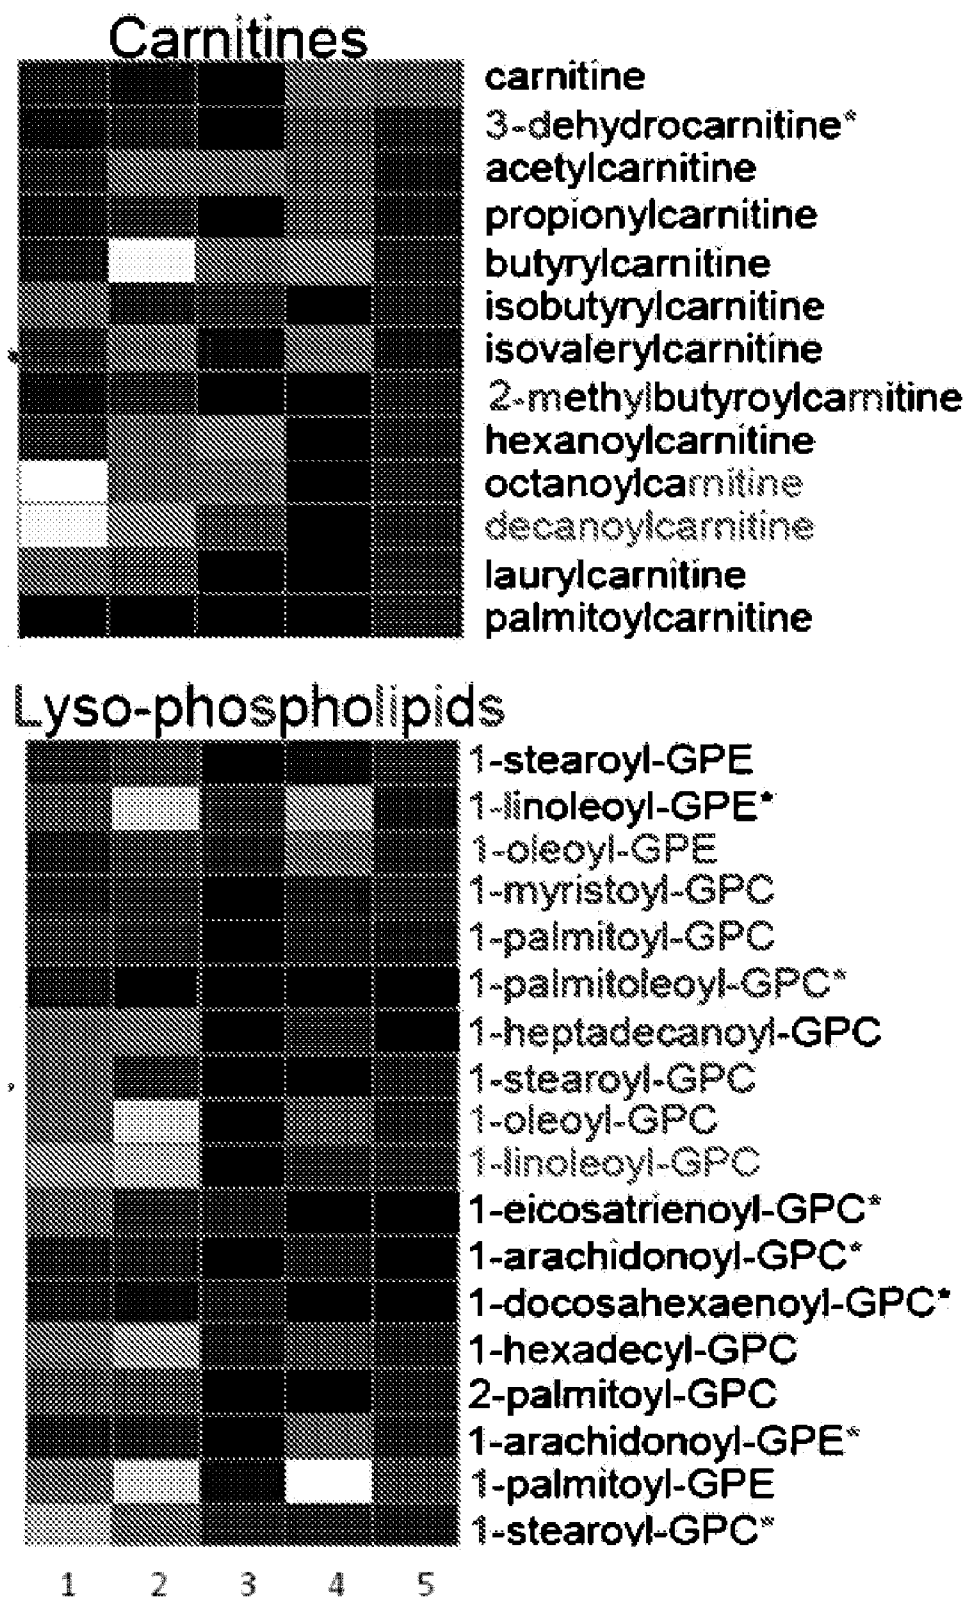 Carnitines
carnitine
3-dehydrocarnitine*
acetylcarnitine
propionylcarnitine
butyrylcarnitine
isobutyrylcarnitine
isovalerylcarnitine
2-methylbutyroylcarnitine
hexanoylcarnitine
octanoylcarnitine
decanoylcarnitine
laurylcarnitine
palmitoylcarnitine
Lyso-phospholipids
1-stearoyl-GPE
1-linoleoyl-GPE*
1-oleoyl-GPE
1-myristoyl-GPC
1-palmitoyl-GPC
1-palmitoleoyl-GPC*
1-heptadecanoyl-GPC
1-stearoyl-GPC
1-oleoyl-GPC
1-linoleoyl-GPC
1-eicosatrienoyl-GPC*
1-arachidonoyl-GPC*
1-docosahexaenoyl-GPC*
1-hexadecyl-GPC
2-palmitoyl-GPC
1-arachidonoyl-GPE*
1-palmitoyl-GPE
1-stearoyl-GPC*
1 2 3 4 5